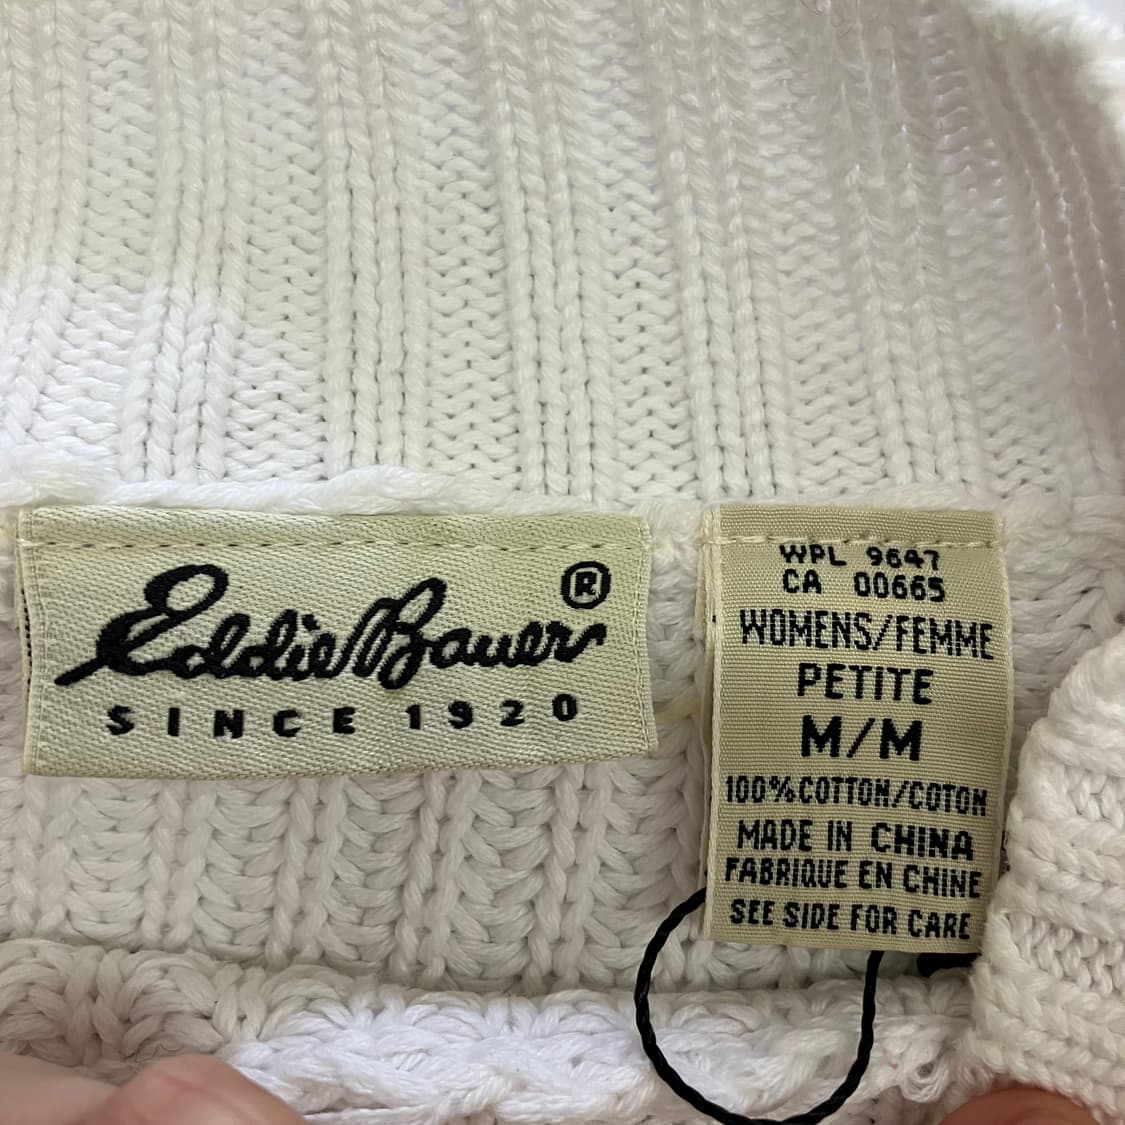 Eddie Bauer ®
SINCE 1920
WPL 9647
CA 00665
WOMENS/FEMME
PETITE
M/M
100% COTTON/COTON
MADE IN CHINA
FABRIQUE EN CHINE
SEE SIDE FOR CARE